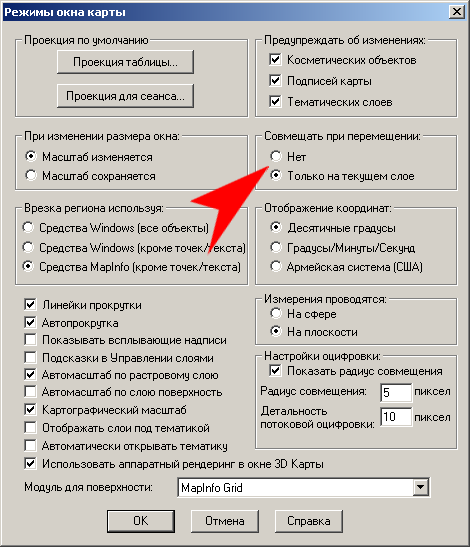 Режимы окна карты
Проекция по умолчанию
Проекция таблицы...
Проекция для сеанса...
Предупреждать об изменениях:
Косметических объектов
Подписей карты
Тематических слоев
При изменении размера окна:
Масштаб изменяется
Масштаб сохраняется
Совмещать при перемещении:
Нет
Только на текущем слое
Врезка региона используя:
Средства Windows (все объекты)
Средства Windows (кроме точек/текста)
Средства MapInfo (кроме точек/текста)
Отображение координат:
Десятичные градусы
Градусы/Минуты/Секунд
Армейская система (США)
Линейки прокрутки
Автопрокрутка
Показывать всплывающие надписи
Подсказки в Управлении слоями
Автомасштаб по растровому слою
Автомасштаб по слою поверхность
Картографический масштаб
Отображать слои под тематикой
Автоматически открывать тематику
Использовать аппаратный рендеринг в окне 3D Карты
Измерения проводятся:
На сфере
На плоскости
Настройки оцифровки:
Показать радиус совмещения
Радиус совмещения: 5 пиксел
Детальность
потоковой оцифровки: 10 пиксел
Модуль для поверхности: MapInfo Grid
OK Отмена Справка